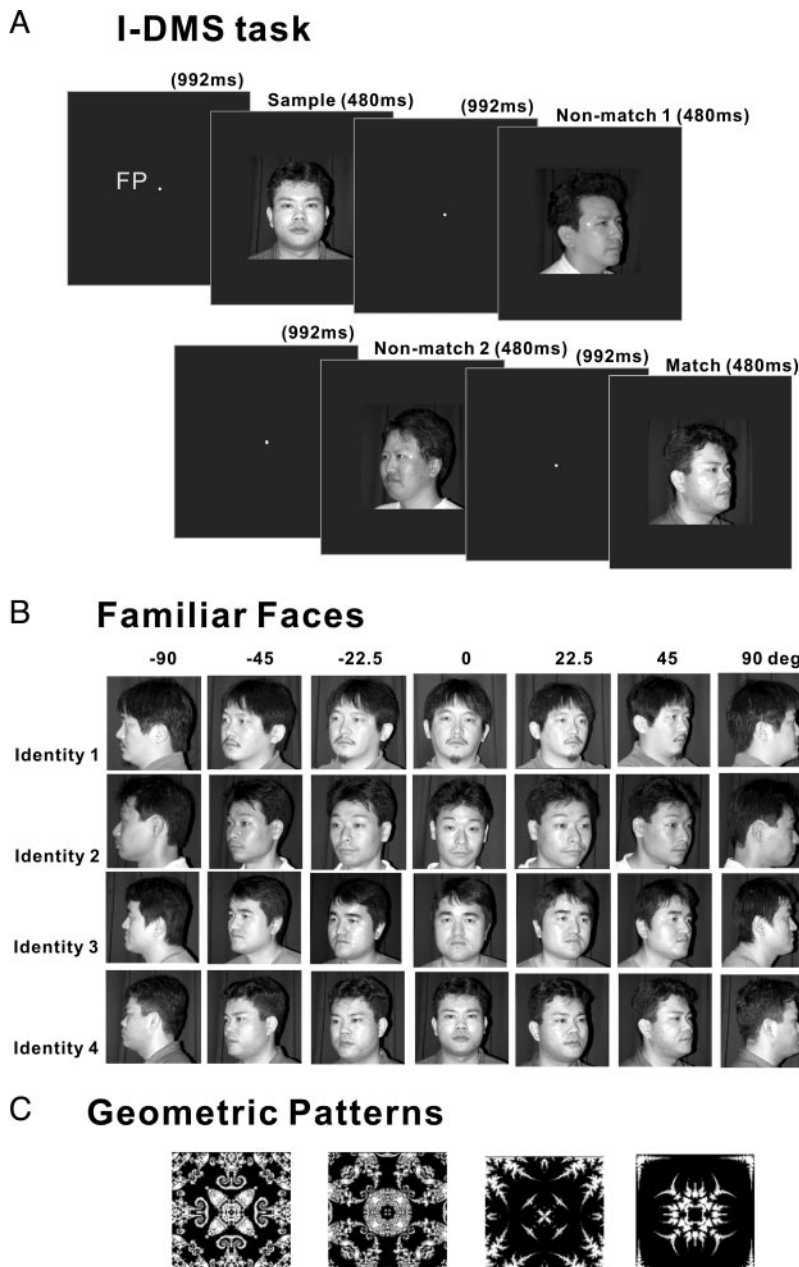 A I-DMS task
(992ms)
Sample (480ms)
(992ms)
Non-match 1 (480ms)
FP
(992ms)
Non-match 2 (480ms)
(992ms)
Match (480ms)
B Familiar Faces
-90 -45 -22.5 0 22.5 45 90 deg
Identity 1
Identity 2
Identity 3
Identity 4
C Geometric Patterns